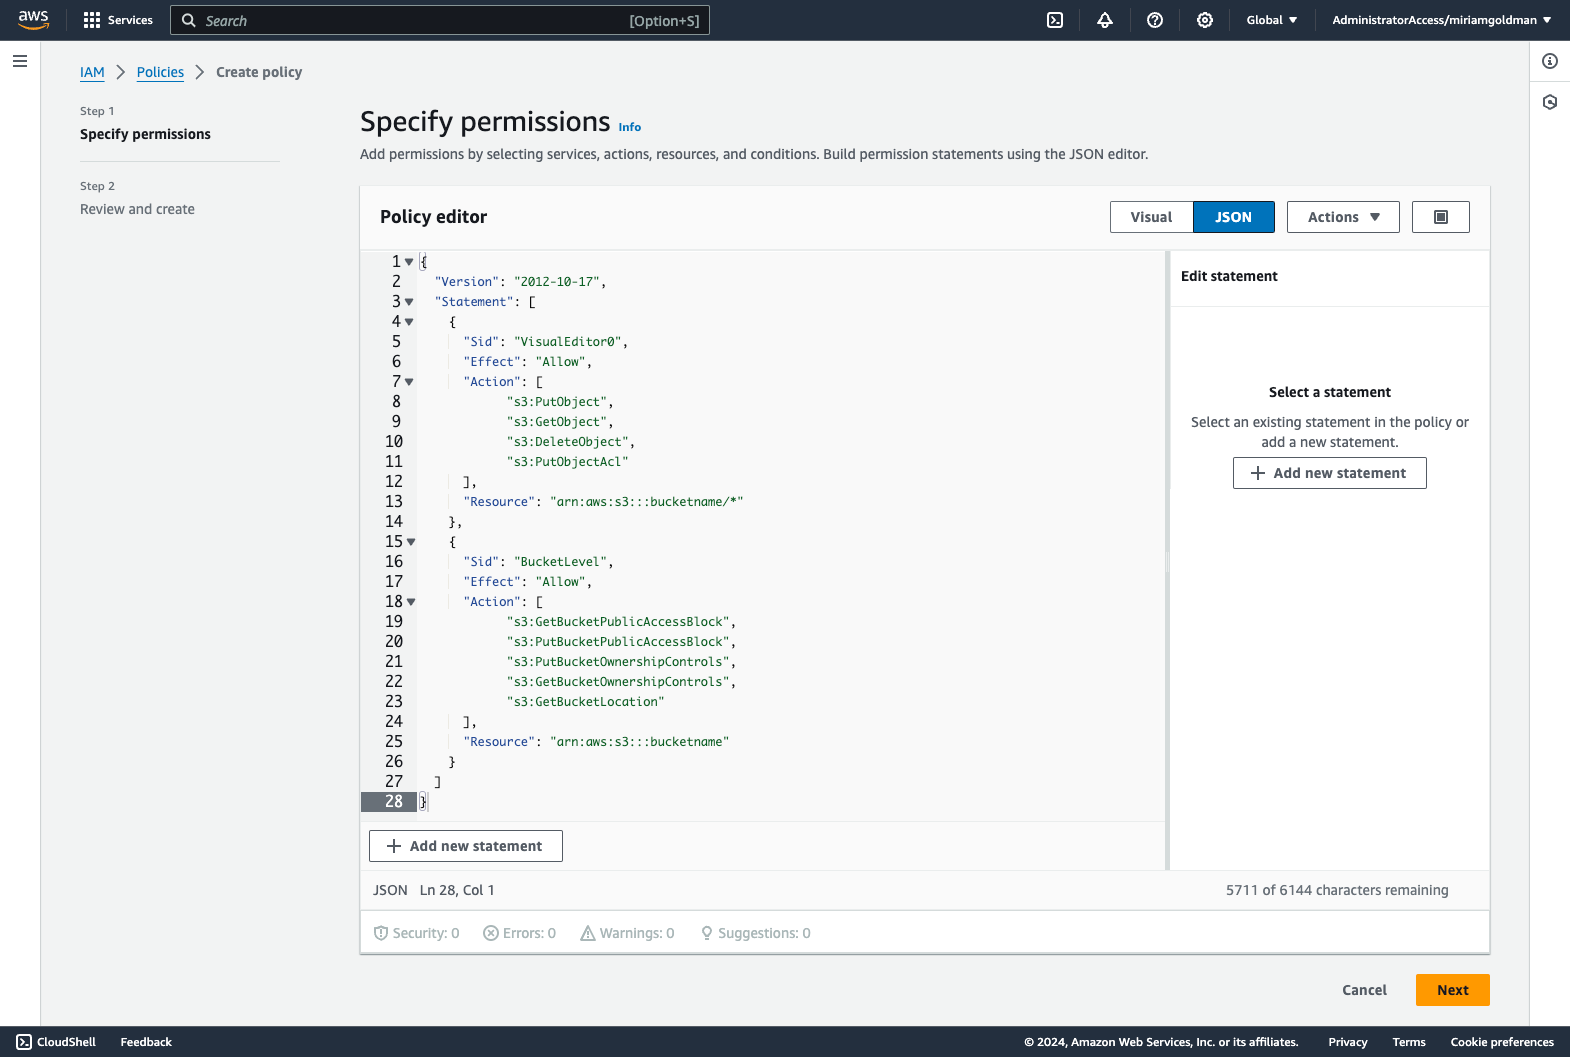 aws
Services
Search
[Option+S]
Global
AdministratorAccess/miriamgoldman
IAM
Policies
Create policy
Step 1
Specify permissions
Step 2
Review and create
Specify permissions Info
Add permissions by selecting services, actions, resources, and conditions. Build permission statements using the JSON editor.
Policy editor
Visual
JSON
Actions
1 {
2 "Version": "2012-10-17",
3 "Statement": [
4 {
5 "Sid": "VisualEditor0",
6 "Effect": "Allow",
7 "Action": [
8 "s3:PutObject",
9 "s3:GetObject",
10 "s3:DeleteObject",
11 "s3:PutObjectAcl"
12 ],
13 "Resource": "arn:aws:s3:::bucketname/*"
14 },
15 {
16 "Sid": "BucketLevel",
17 "Effect": "Allow",
18 "Action": [
19 "s3:GetBucketPublicAccessBlock",
20 "s3:PutBucketPublicAccessBlock",
21 "s3:PutBucketOwnershipControls",
22 "s3:GetBucketOwnershipControls",
23 "s3:GetBucketLocation"
24 ],
25 "Resource": "arn:aws:s3:::bucketname"
26 }
27 ]
28 }
Edit statement
Select a statement
Select an existing statement in the policy or
add a new statement.
Add new statement
Add new statement
JSON Ln 28, Col 1
5711 of 6144 characters remaining
Security: 0
Errors: 0
Warnings: 0
Suggestions: 0
Cancel
Next
CloudShell
Feedback
© 2024, Amazon Web Services, Inc. or its affiliates.
Privacy
Terms
Cookie preferences